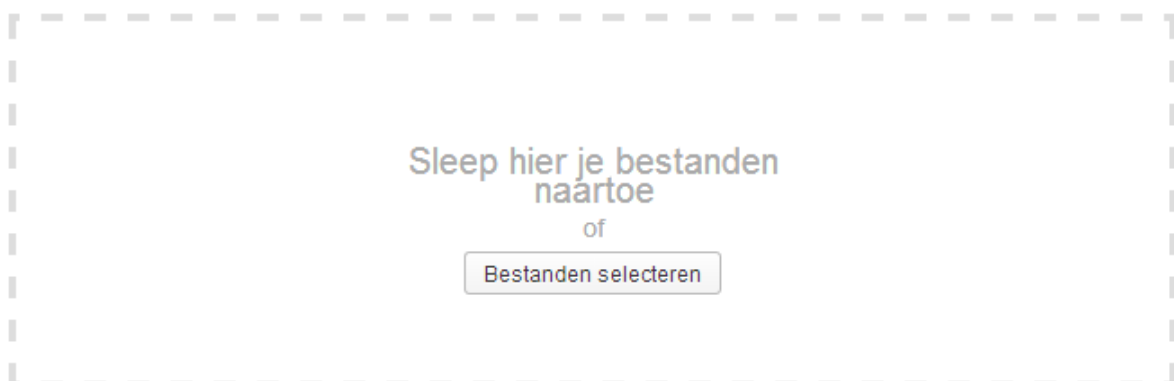 Sleep hier je bestanden
naartoe
of
Bestanden selecteren